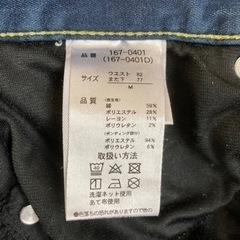 品番 167-0401
(167-0401D)
サイズ ウエスト 82
また下 77
M
品質 (表生地)
綿 59%
ポリエステル 28%
レーヨン 11%
ポリウレタン 2%
(ボンディング部分)
ポリエステル 94%
ポリウレタン 6%
取扱い方法
洗濯ネット使用
あて布使用